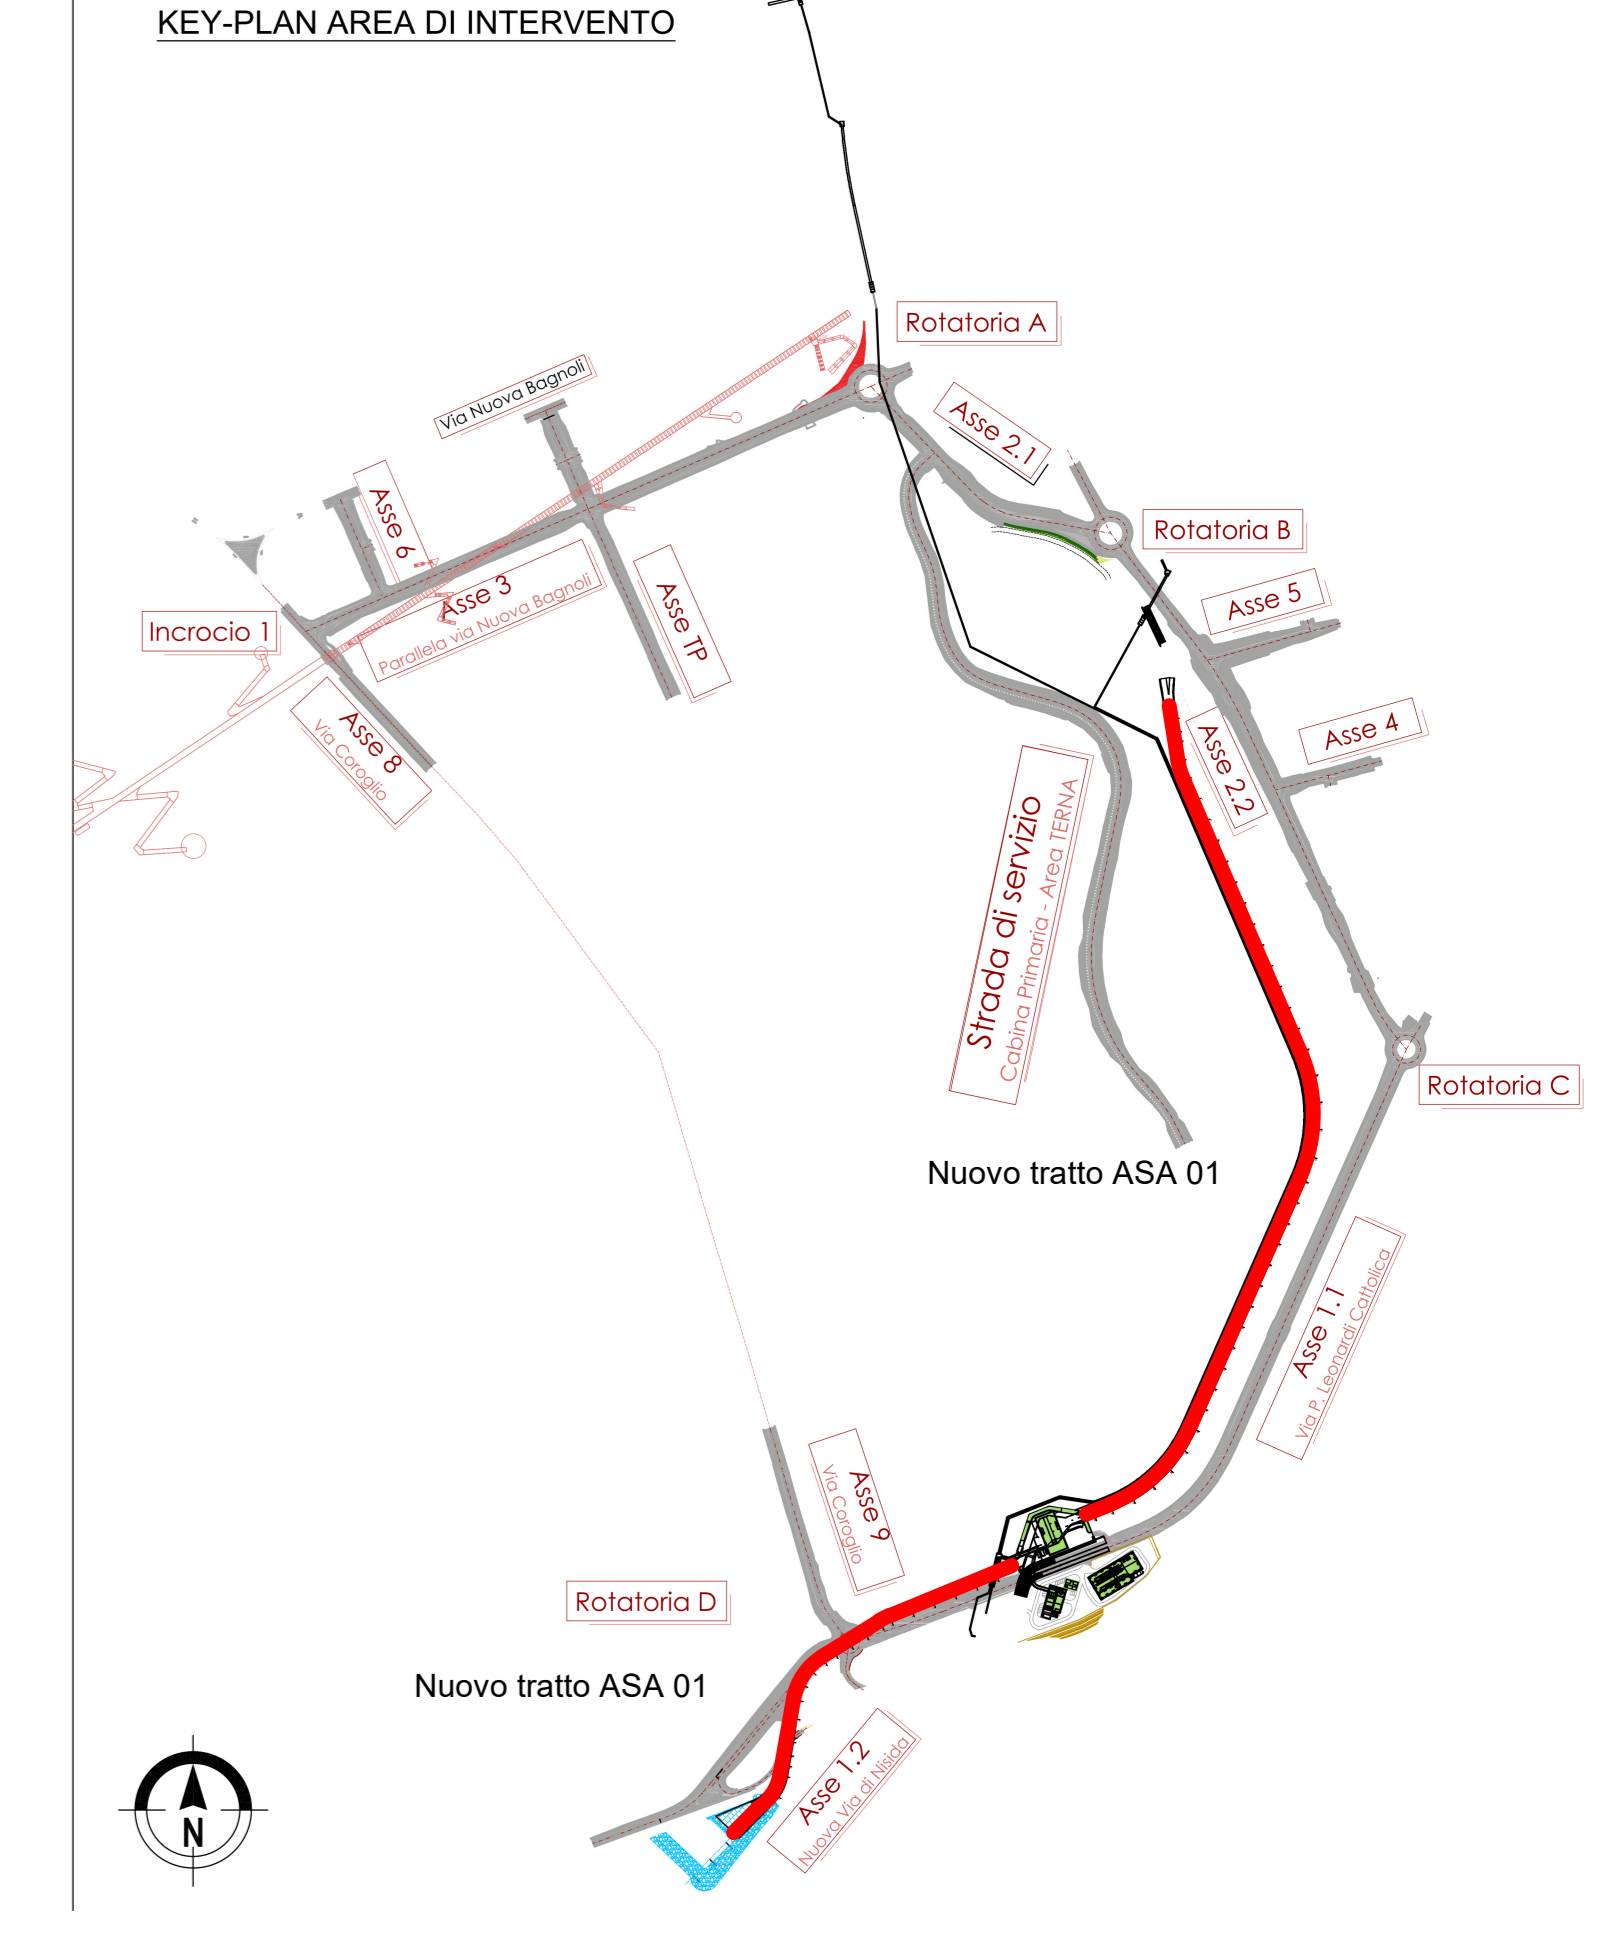 KEY-PLAN AREA DI INTERVENTO
Rotatoria A
Via Nuova Bagnoli
Asse 2.1
Asse 6
Rotatoria B
Asse 3
Parallela via Nuova Bagnoli
Asse TP
Asse 5
Incrocio 1
Asse 8
Via Coroglio
Asse 2.2
Asse 4
Strada di servizio
Cabina Primaria - Area TERNA
Rotatoria C
Nuovo tratto ASA 01
Asse 1.1
Via P. Leonardi Cattolica
Asse 9
Via Coroglio
Rotatoria D
Nuovo tratto ASA 01
Asse 1.2
Nuova Via di Nisida
N